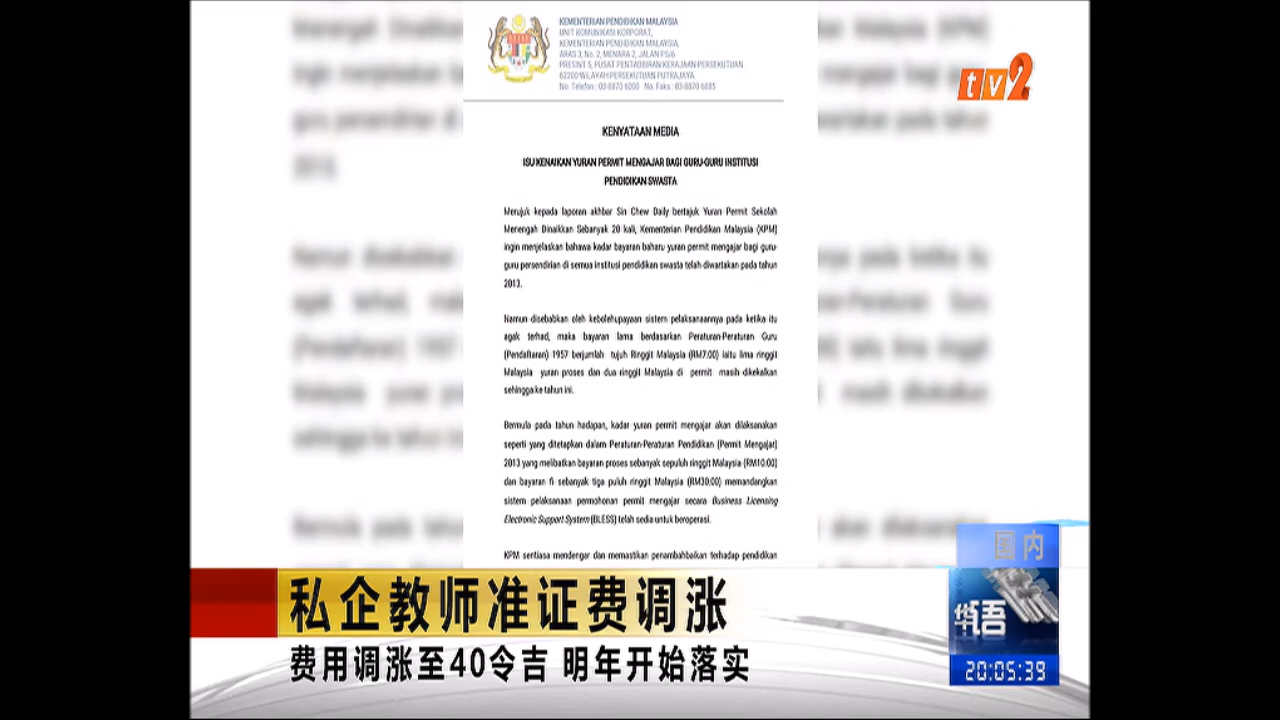 KEMENTERIAN PENDIDIKAN MALAYSIA
UNIT KOMUNIKASI KORPORAT,
KEMENTERIAN PENDIDIKAN MALAYSIA,
ARAS 3, No. 2, MENARA 2, JALAN P5/6
PRESINT 5, PUSAT PENTADBIRAN KERAJAAN PERSEKUTUAN
62200 WILAYAH PERSEKUTUAN PUTRAJAYA
No. Telefon : 03-8870 6000 No. Faks : 03-8870 6885
tv2
KENYATAAN MEDIA
ISU KENAIKAN YURAN PERMIT MENGAJAR BAGI GURU-GURU INSTITUSI
PENDIDIKAN SWASTA
Merujuk kepada laporan akhbar Sin Chew Daily bertajuk Yuran Permit Sekolah
Menengah Dinaikkan Sebanyak 20 kali, Kementerian Pendidikan Malaysia (KPM)
ingin menjelaskan bahawa kadar bayaran baharu yuran permit mengajar bagi guru-
guru persendirian di semua institusi pendidikan swasta telah diwartakan pada tahun
2013.
Namun disebabkan oleh kebolehupayaan sistem pelaksanaannya pada ketika itu
agak terhad, maka bayaran lama berdasarkan Peraturan-Peraturan Guru
(Pendaftaran) 1957 berjumlah tujuh Ringgit Malaysia (RM7.00) iaitu lima ringgit
Malaysia yuran proses dan dua ringgit Malaysia di permit masih dikekalkan
sehingga ke tahun ini.
Bermula pada tahun hadapan, kadar yuran permit mengajar akan dilaksanakan
seperti yang ditetapkan dalam Peraturan-Peraturan Pendidikan (Permit Mengajar)
2013 yang melibatkan bayaran proses sebanyak sepuluh ringgit Malaysia (RM10.00)
dan bayaran fi sebanyak tiga puluh ringgit Malaysia (RM30.00) memandangkan
sistem pelaksanaan permohonan permit mengajar secara Business Licensing
Electronic Support System (BLESS) telah sedia untuk beroperasi.
KPM sentiasa mendengar dan memastikan penambahbaikan terhadap pendidikan
国内
私企教师准证费调涨
华语
费用调涨至40令吉 明年开始落实
20:05:39